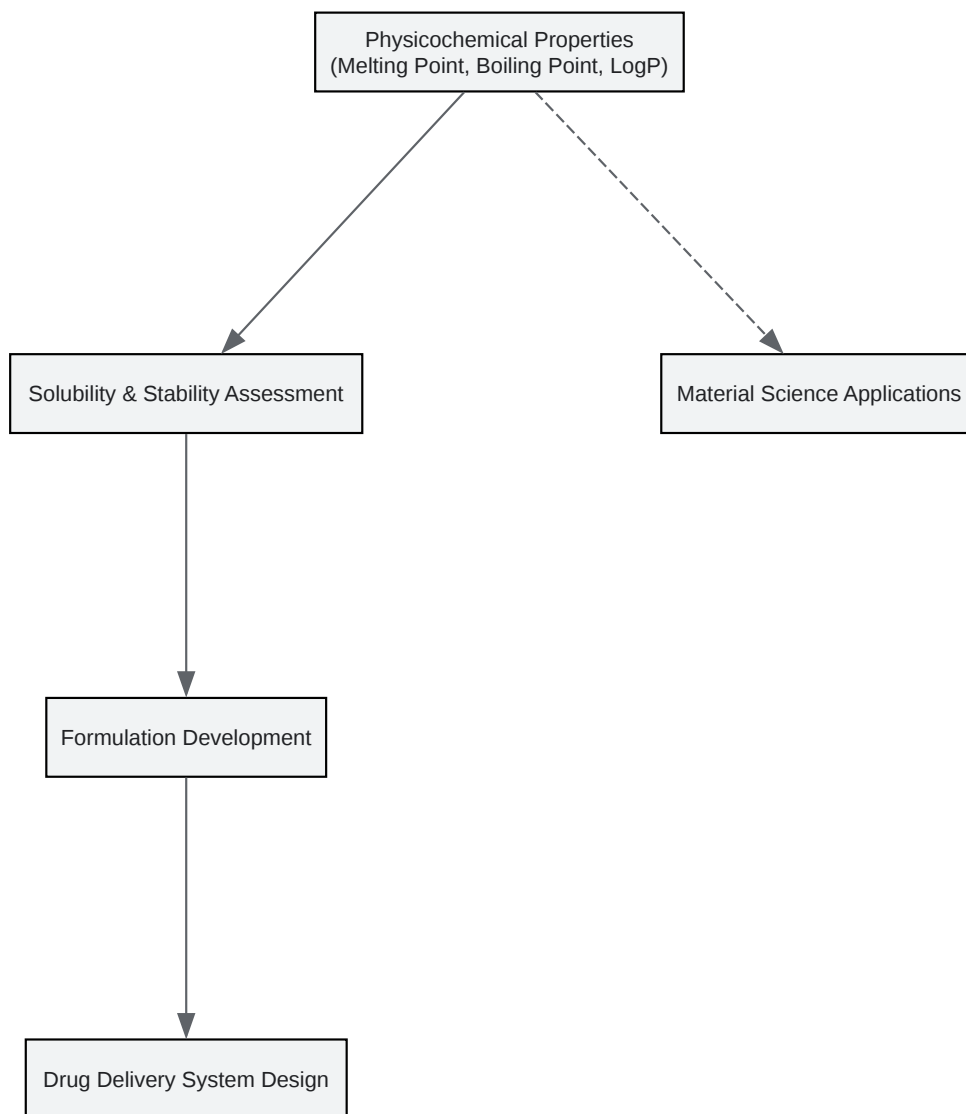 Physicochemical Properties
(Melting Point, Boiling Point, LogP)
Solubility & Stability Assessment
Material Science Applications
Formulation Development
Drug Delivery System Design